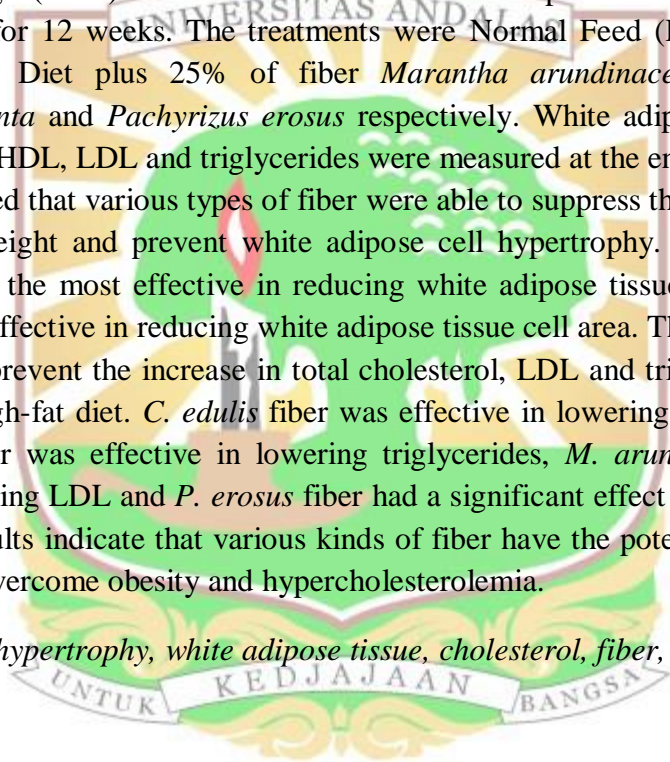 UNIVERSITAS ANDALAS
for 12 weeks. The treatments were Normal Feed (
Diet plus 25% of fiber Marantha arundinace
nta and Pachyrizus erosus respectively. White adip
HDL, LDL and triglycerides were measured at the en
ed that various types of fiber were able to suppress th
eight and prevent white adipose cell hypertrophy.
the most effective in reducing white adipose tissue
ffective in reducing white adipose tissue cell area. Th
prevent the increase in total cholesterol, LDL and tri
gh-fat diet. C. edulis fiber was effective in lowering
r was effective in lowering triglycerides, M. arun
ing LDL and P. erosus fiber had a significant effect
ults indicate that various kinds of fiber have the pote
vercome obesity and hypercholesterolemia.
hypertrophy, white adipose tissue, cholesterol, fiber,
UNTUK KEDJAJAAN BANGSA